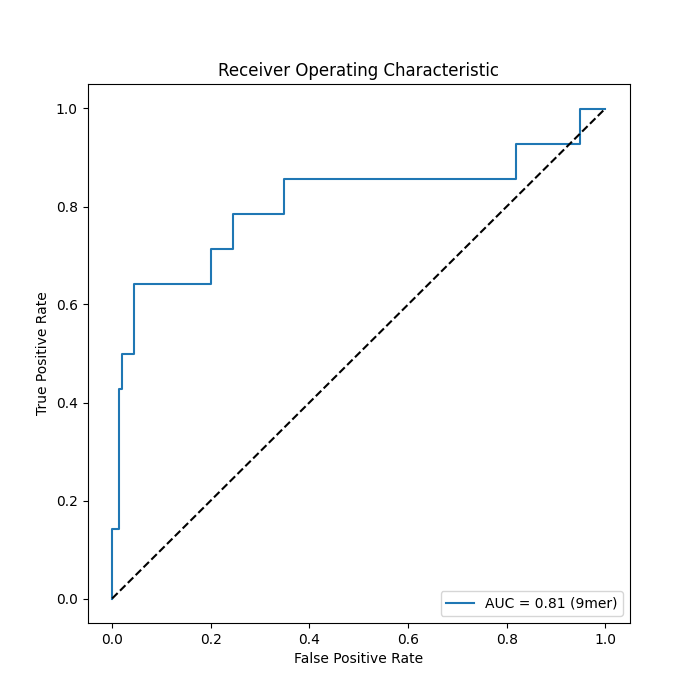 Receiver Operating Characteristic
True Positive Rate
1.0
0.8
0.6
0.4
0.2
0.0
0.0 0.2 0.4 0.6 0.8 1.0
False Positive Rate
AUC = 0.81 (9mer)